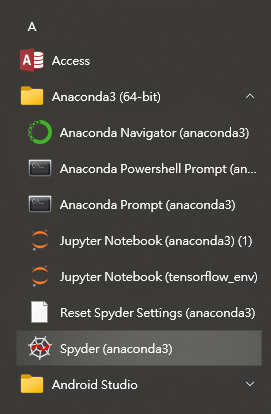 A
Access
Anaconda3 (64-bit)
Anaconda Navigator (anaconda3)
Anaconda Powershell Prompt (an...
Anaconda Prompt (anaconda3)
Jupyter Notebook (anaconda3) (1)
Jupyter Notebook (tensorflow_env)
Reset Spyder Settings (anaconda3)
Spyder (anaconda3)
Android Studio